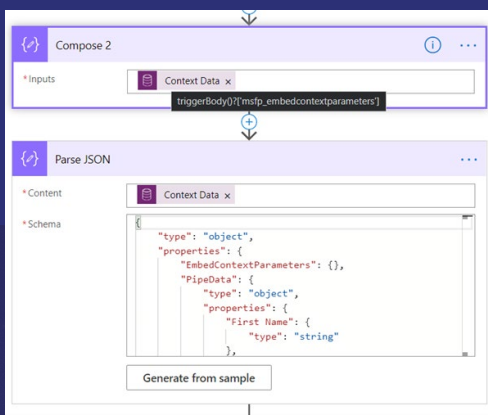 {∕} Compose 2
* Inputs
Context Data ×
triggerBody()?['msfp_embedcontextparameters']
Parse JSON
* Content
Context Data ×
* Schema
{
"type": "object",
"properties": {
"EmbedContextParameters": {},
"PipeData": {
"type": "object",
"properties": {
"First Name": {
"type": "string"
},
Generate from sample